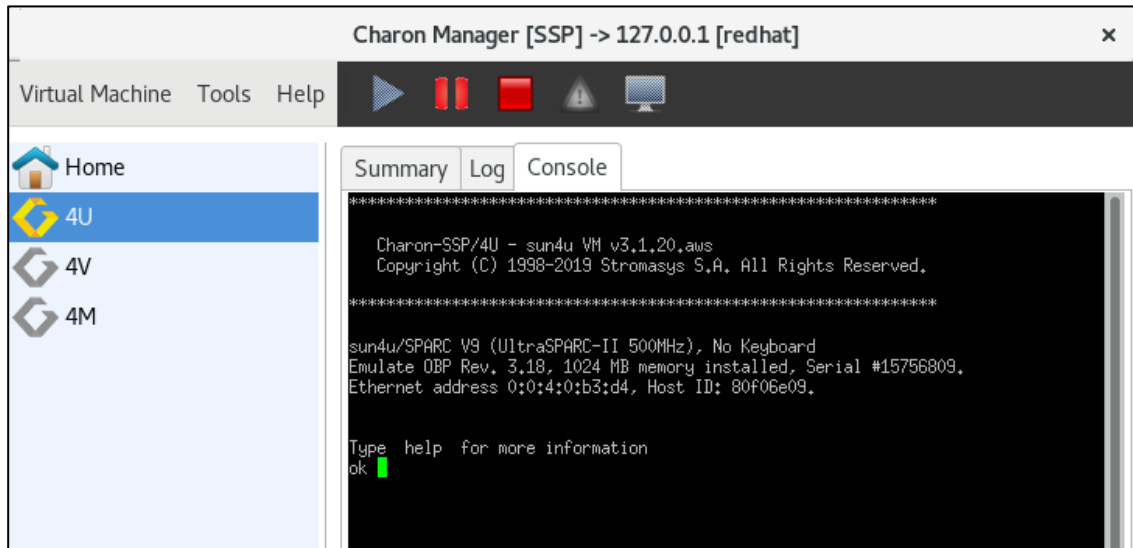 Charon Manager [SSP] -> 127.0.0.1 [redhat]
Virtual Machine Tools Help
Home
4U
4V
4M
Summary Log Console
***************************************************************
Charon-SSP/4U - sun4u VM v3.1.20.aws
Copyright (C) 1998-2019 Stromasys S.A. All Rights Reserved.
***************************************************************
sun4u/SPARC V9 (UltraSPARC-II 500MHz), No Keyboard
Emulate OBP Rev. 3.18, 1024 MB memory installed, Serial #15756809.
Ethernet address 0:0:4:0:b3:d4, Host ID: 80f06e09.
Type  help  for more information
ok